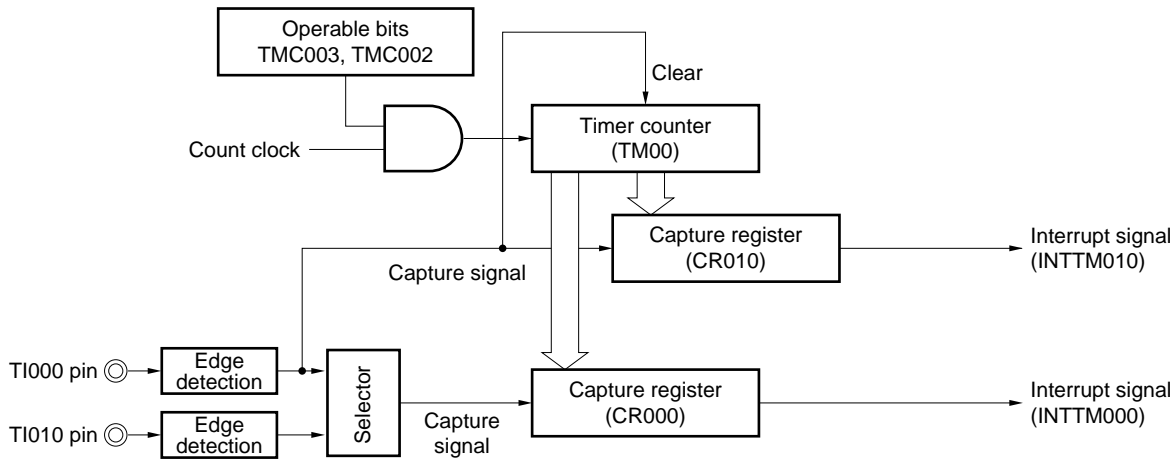 Operable bits
TMC003, TMC002
Clear
Timer counter
(TM00)
Count clock
Capture register
(CR010)
Interrupt signal
(INTTM010)
Capture signal
TI000 pin
Edge
detection
Selector
Capture register
(CR000)
Interrupt signal
(INTTM000)
TI010 pin
Edge
detection
Capture
signal